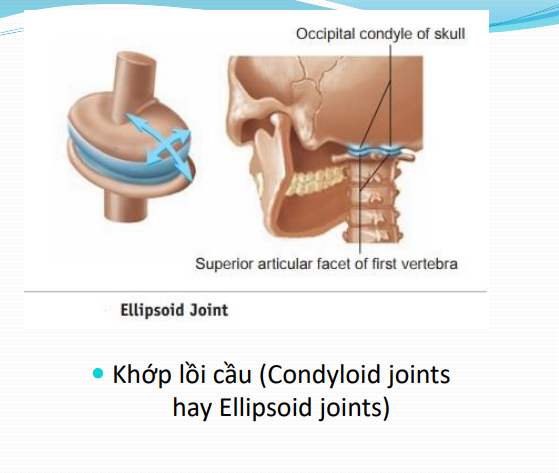 Occipital condyle of skull
Superior articular facet of first vertebra
Ellipsoid Joint
Khớp lồi cầu (Condyloid joints
hay Ellipsoid joints)